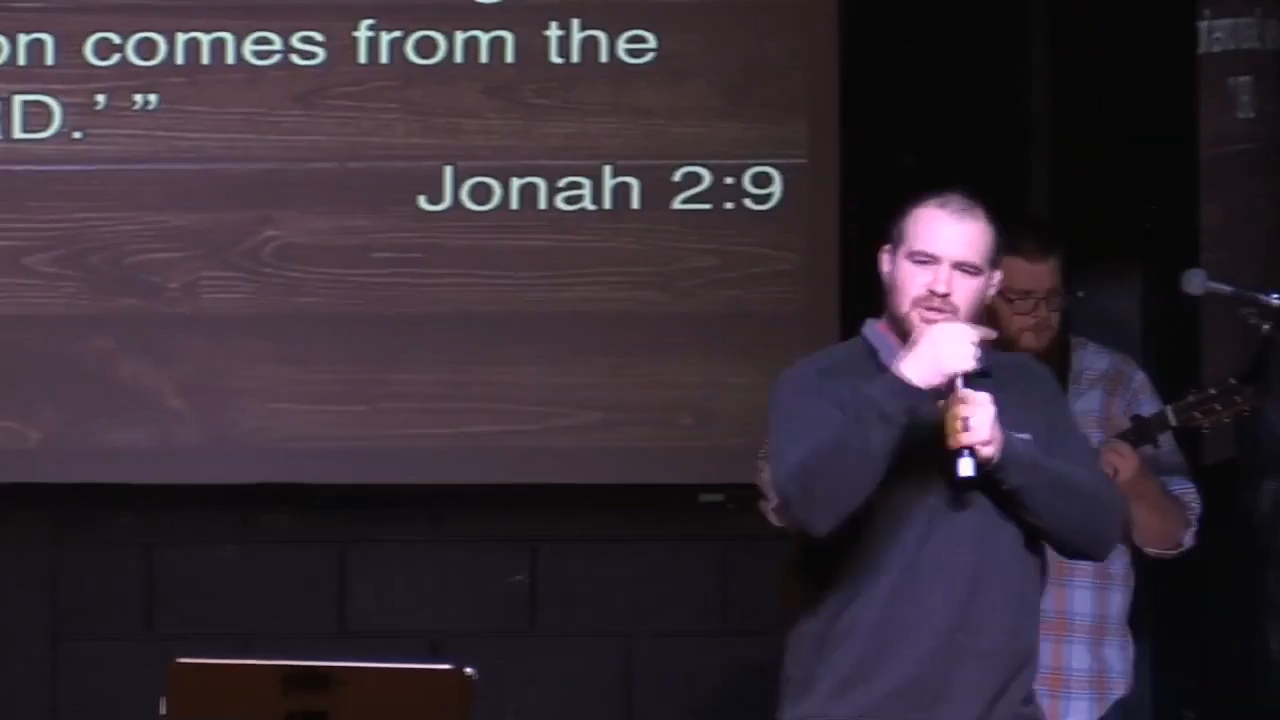 on comes from the
D.’ ”
Jonah 2:9